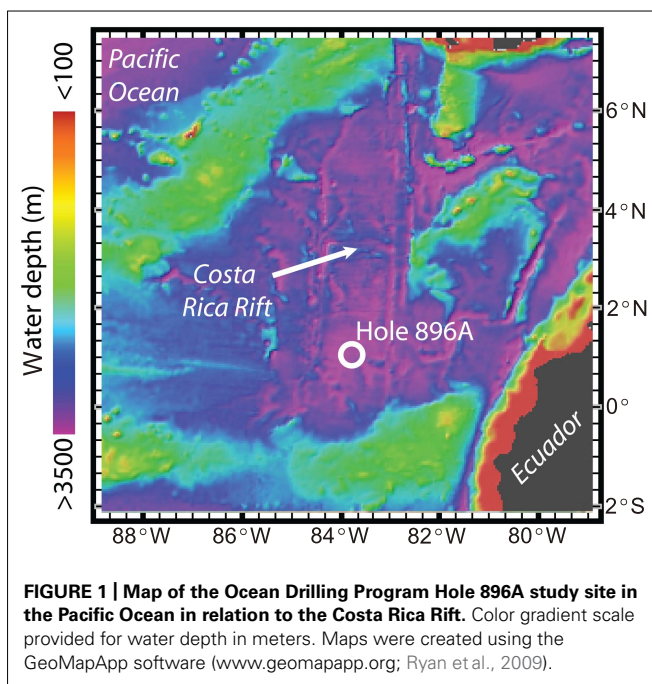 Pacific
Ocean
<100
Water depth (m)
>3500
6°N
4°N
2°N
0°
2°S
Costa
Rica Rift
Hole 896A
Ecuador
88°W 86°W 84°W 82°W 80°W
FIGURE 1 | Map of the Ocean Drilling Program Hole 896A study site in
the Pacific Ocean in relation to the Costa Rica Rift. Color gradient scale
provided for water depth in meters. Maps were created using the
GeoMapApp software (www.geomapapp.org; Ryan et al., 2009).